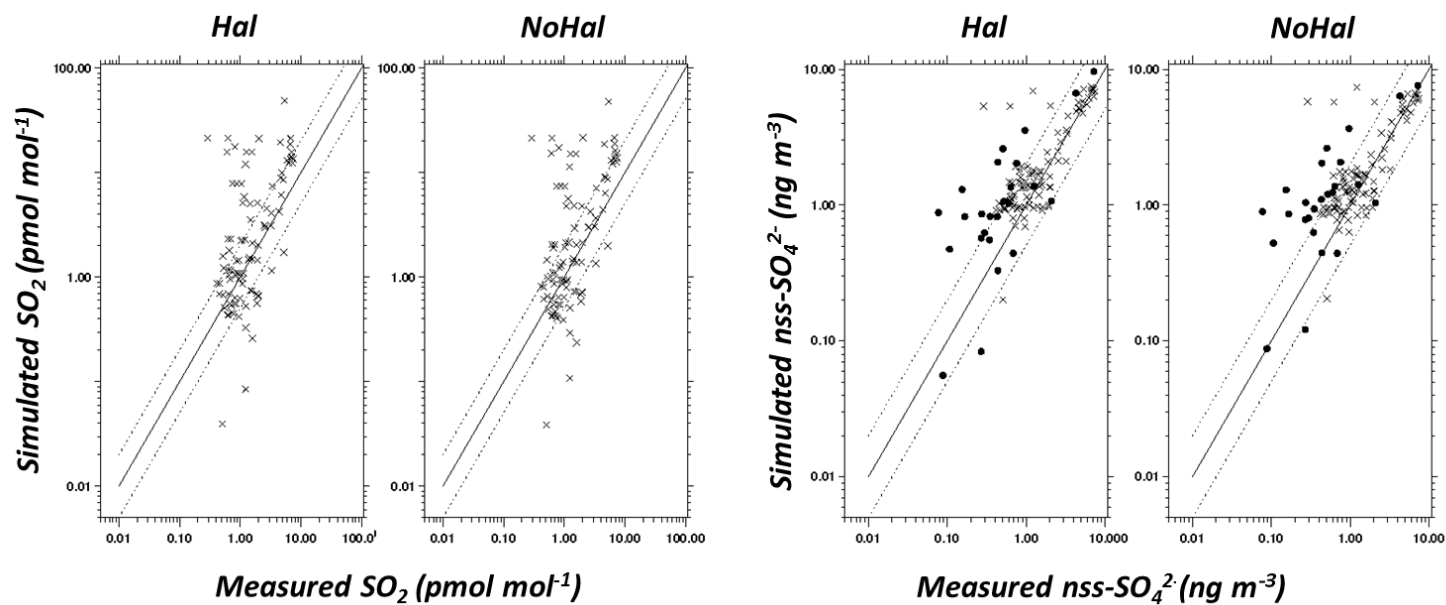 Hal NoHal Hal NoHal
Simulated SO₂ (pmol mol⁻¹)
100.00
1.00
0.01
0.01 0.10 1.00 10.00 100.0
100.00
1.00
0.01
0.01 0.10 1.00 10.00 100.00
Measured SO₂ (pmol mol⁻¹)
Simulated nss-SO₄²⁻ (ng m⁻³)
10.00
1.00
0.10
0.01
0.01 0.10 1.00 10.00
10.00
1.00
0.10
0.01
0.01 0.10 1.00 10.00
Measured nss-SO₄²⁻ (ng m⁻³)